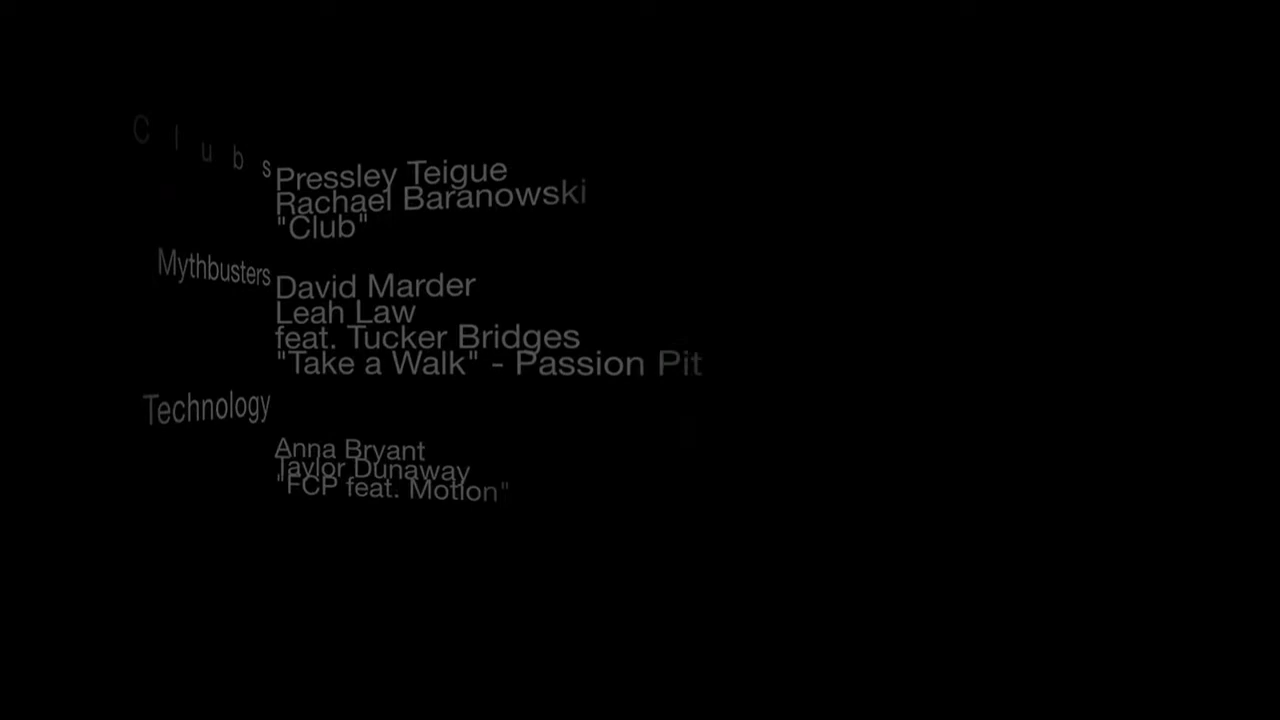 Clubs
Pressley Teigue
Rachael Baranowski
"Club"
Mythbusters
David Marder
Leah Law
feat. Tucker Bridges
"Take a Walk" - Passion Pit
Technology
Anna Bryant
Taylor Dunaway
"FCP feat. Motion"